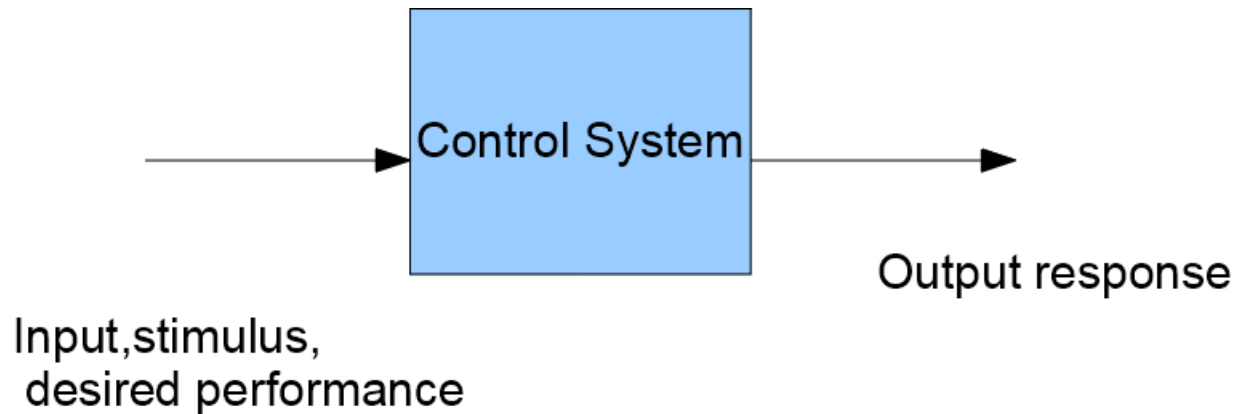 Control System
Output response
Input,stimulus,
desired performance